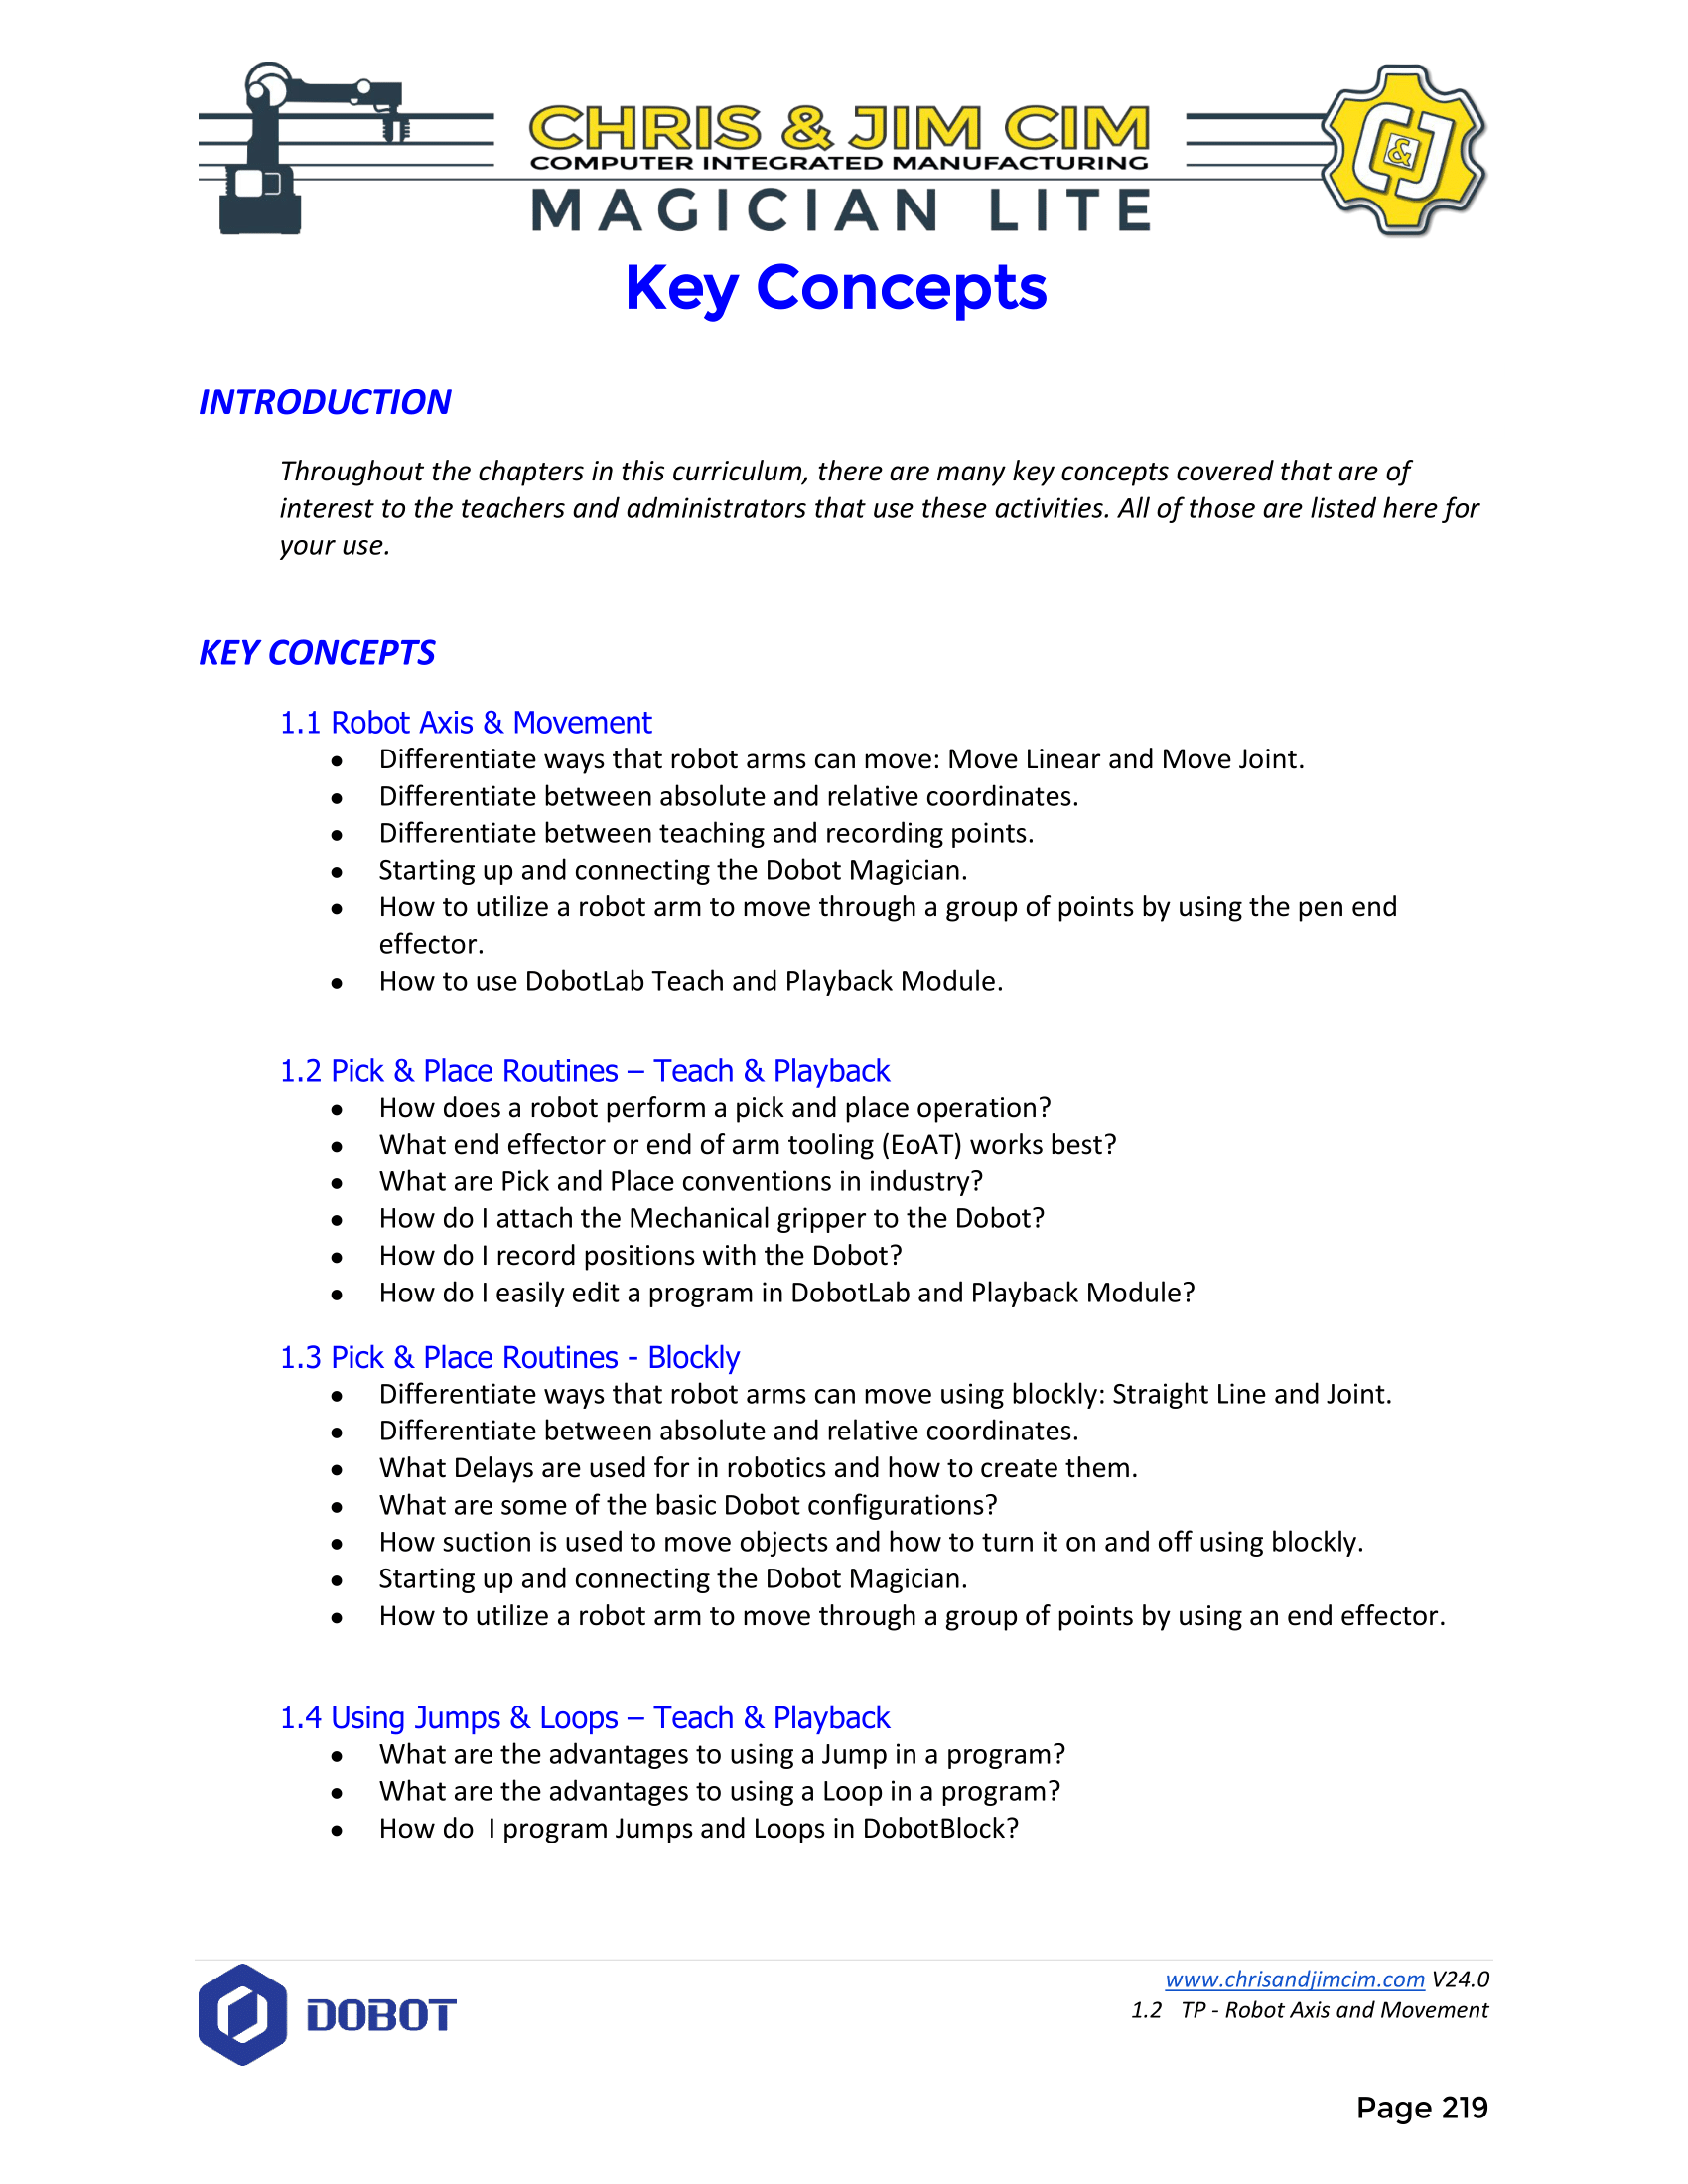 CHRIS & JIM CIM
COMPUTER INTEGRATED MANUFACTURING
MAGICIAN LITE
C&J
Key Concepts
INTRODUCTION
Throughout the chapters in this curriculum, there are many key concepts covered that are of
interest to the teachers and administrators that use these activities. All of those are listed here for
your use.
KEY CONCEPTS
1.1 Robot Axis & Movement
• Differentiate ways that robot arms can move: Move Linear and Move Joint.
• Differentiate between absolute and relative coordinates.
• Differentiate between teaching and recording points.
• Starting up and connecting the Dobot Magician.
• How to utilize a robot arm to move through a group of points by using the pen end
effector.
• How to use DobotLab Teach and Playback Module.
1.2 Pick & Place Routines – Teach & Playback
• How does a robot perform a pick and place operation?
• What end effector or end of arm tooling (EoAT) works best?
• What are Pick and Place conventions in industry?
• How do I attach the Mechanical gripper to the Dobot?
• How do I record positions with the Dobot?
• How do I easily edit a program in DobotLab and Playback Module?
1.3 Pick & Place Routines - Blockly
• Differentiate ways that robot arms can move using blockly: Straight Line and Joint.
• Differentiate between absolute and relative coordinates.
• What Delays are used for in robotics and how to create them.
• What are some of the basic Dobot configurations?
• How suction is used to move objects and how to turn it on and off using blockly.
• Starting up and connecting the Dobot Magician.
• How to utilize a robot arm to move through a group of points by using an end effector.
1.4 Using Jumps & Loops – Teach & Playback
• What are the advantages to using a Jump in a program?
• What are the advantages to using a Loop in a program?
• How do  I program Jumps and Loops in DobotBlock?
DOBOT
www.chrisandjimcim.com V24.0
1.2 TP - Robot Axis and Movement
Page 219